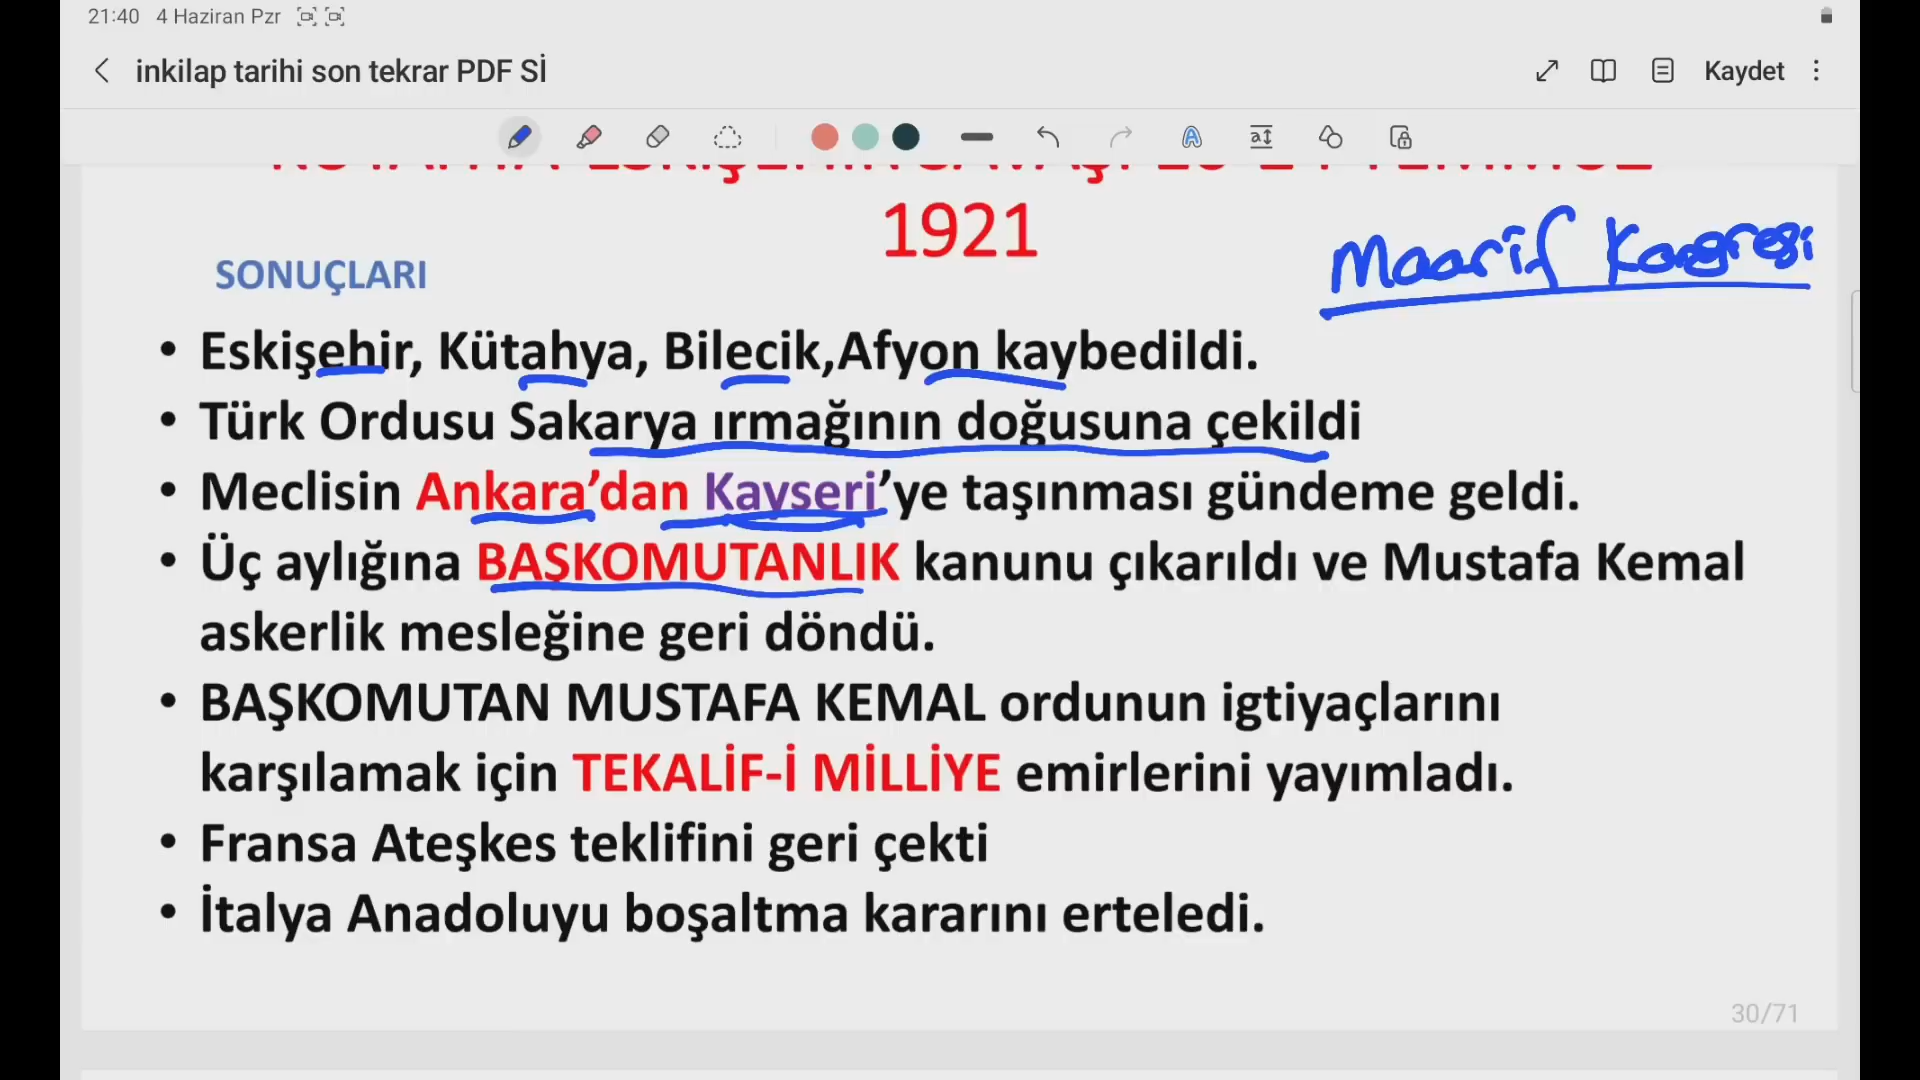 21:40 4 Haziran Pzr
inkilap tarihi son tekrar PDF Sİ
Kaydet
1921
Maarif Kongresi
SONUÇLARI
• Eskişehir, Kütahya, Bilecik,Afyon kaybedildi.
• Türk Ordusu Sakarya ırmağının doğusuna çekildi
• Meclisin Ankara’dan Kayseri’ye taşınması gündeme geldi.
• Üç aylığına BAŞKOMUTANLIK kanunu çıkarıldı ve Mustafa Kemal
askerlik mesleğine geri döndü.
• BAŞKOMUTAN MUSTAFA KEMAL ordunun igtiyaçlarını
karşılamak için TEKALİF-İ MİLLİYE emirlerini yayımladı.
• Fransa Ateşkes teklifini geri çekti
• İtalya Anadoluyu boşaltma kararını erteledi.
30/71